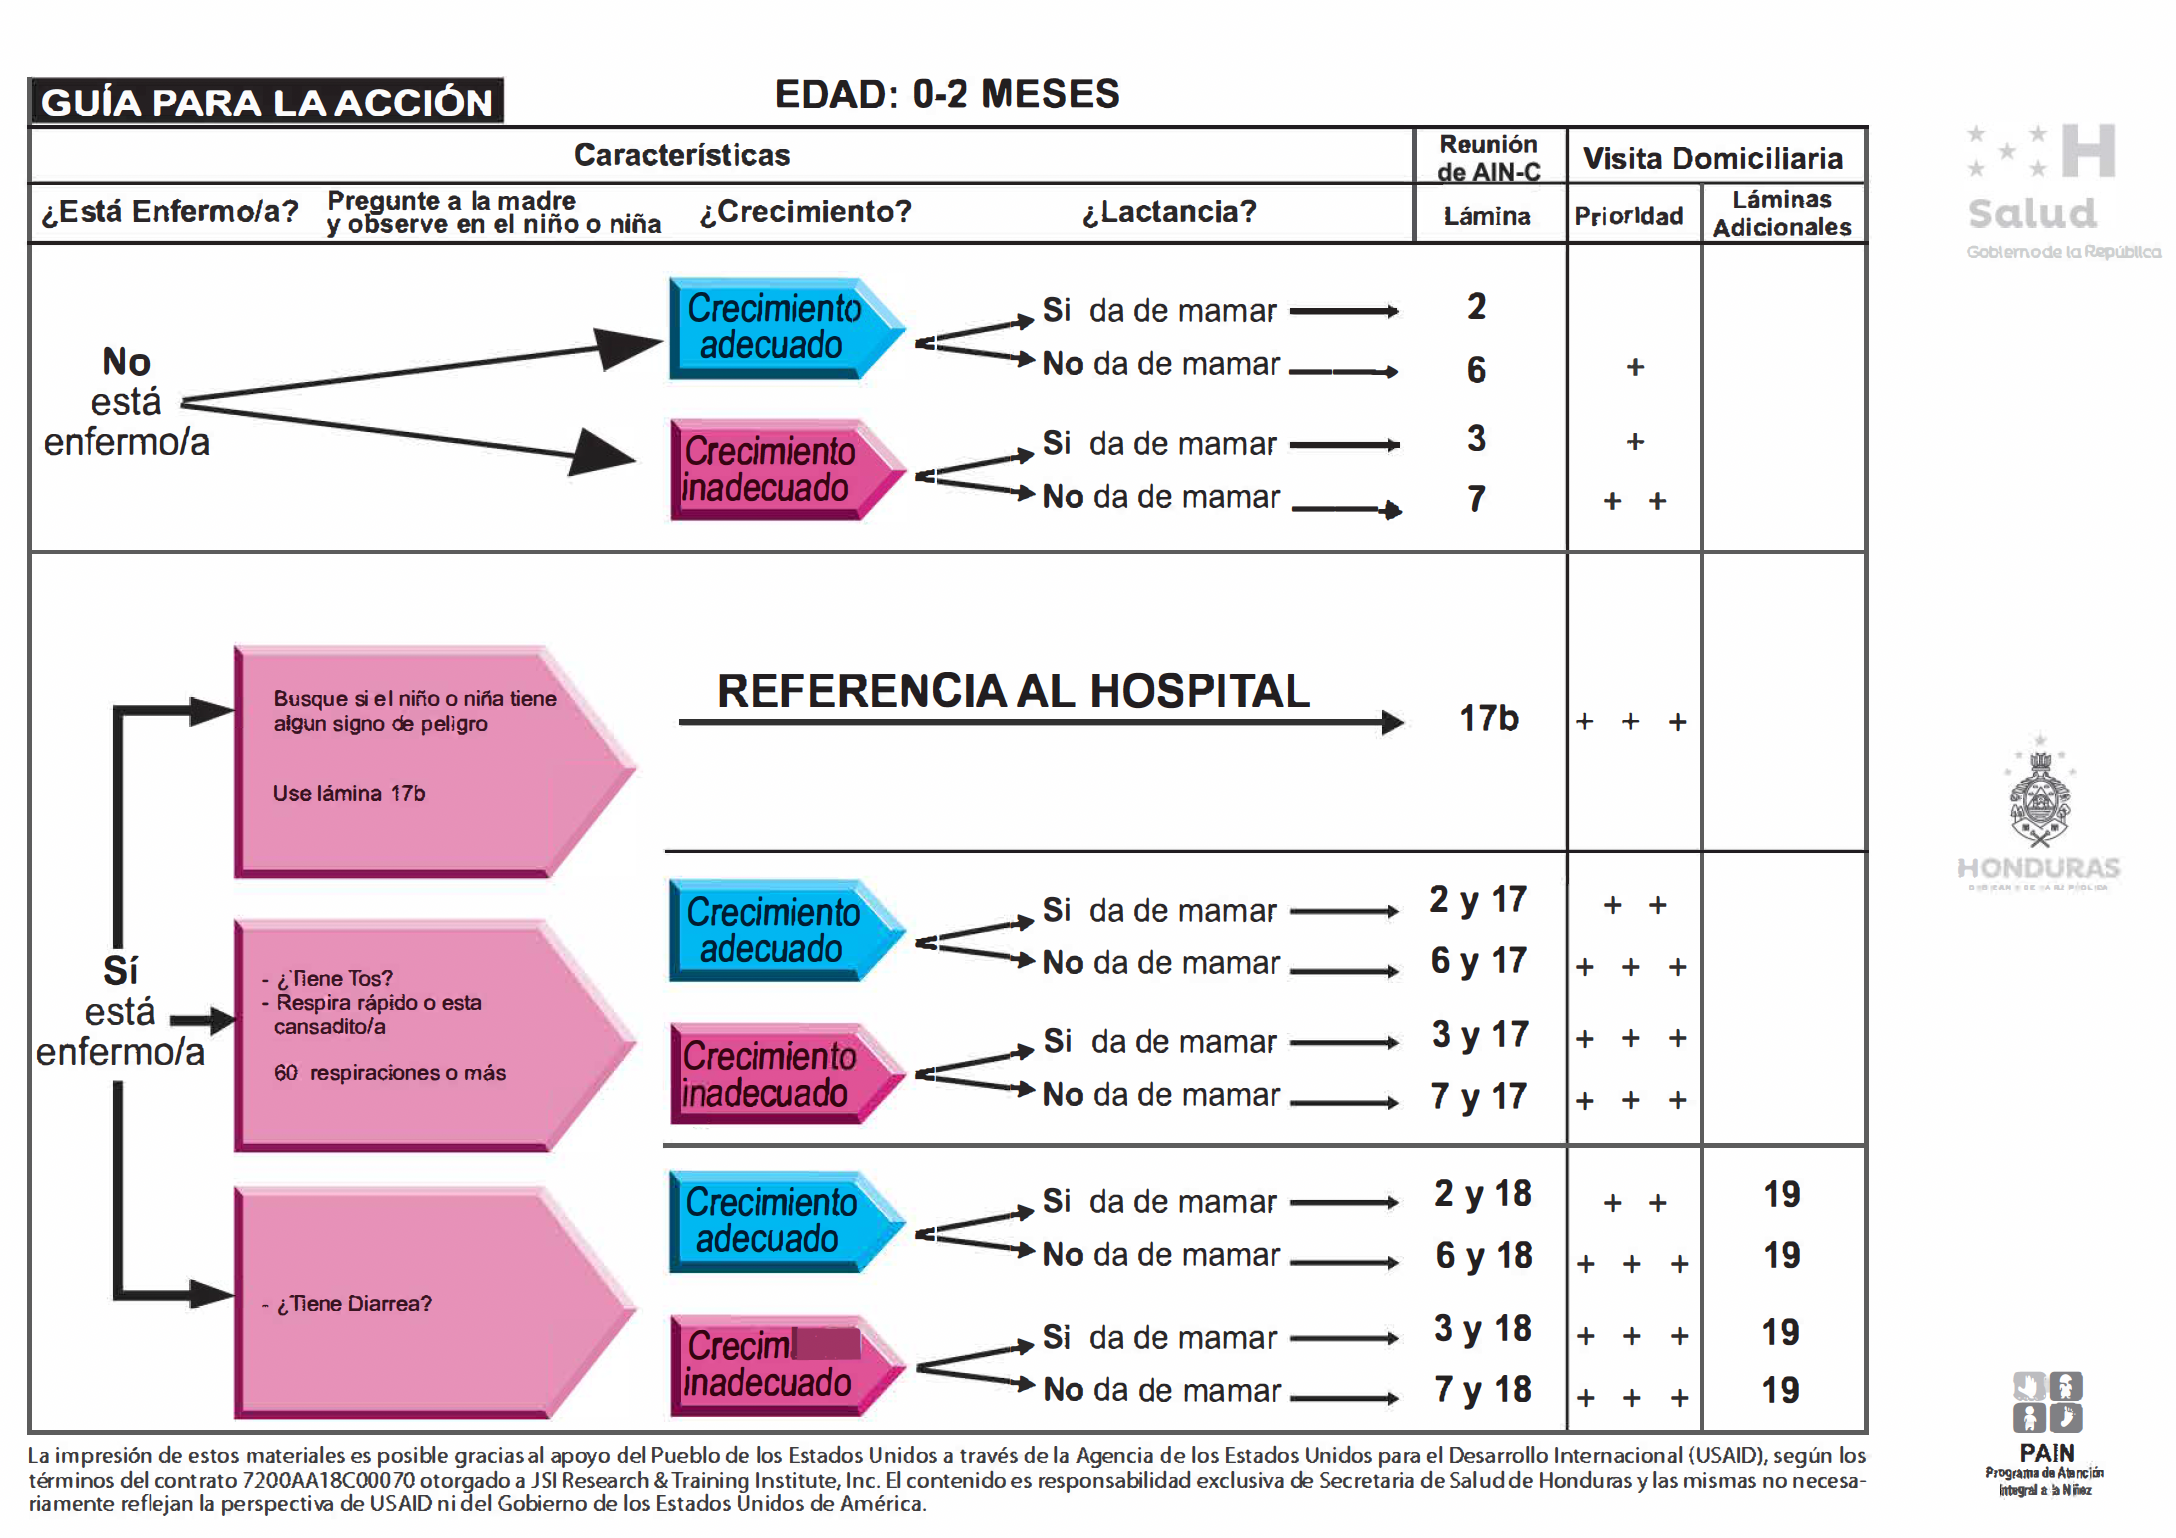 GUÍA PARA LA ACCIÓN
EDAD: 0-2 MESES
Características
Reunión
de AIN-C
Visita Domiciliaria
¿Está Enfermo/a?
Pregunte a la madre
y observe en el niño o niña
¿Crecimiento?
¿Lactancia?
Lámina
Prioridad
Láminas
Adicionales
No
está
enfermo/a
Crecimiento
adecuado
Si da de mamar
2
No da de mamar
6
+
Crecimiento
inadecuado
Si da de mamar
3
+
No da de mamar
7
+ +
Busque si el niño o niña tiene
algun signo de peligro
Use lámina 17b
REFERENCIA AL HOSPITAL
17b
+ + +
Sí
está
enfermo/a
- ¿Tiene Tos?
- Respira rápido o esta
cansadito/a
60 respiraciones o más
Crecimiento
adecuado
Si da de mamar
2 y 17
+ +
No da de mamar
6 y 17
+ + +
Crecimiento
inadecuado
Si da de mamar
3 y 17
+ + +
No da de mamar
7 y 17
+ + +
- ¿Tiene Diarrea?
Crecimiento
adecuado
Si da de mamar
2 y 18
+ +
19
No da de mamar
6 y 18
+ + +
19
Crecim
inadecuado
Si da de mamar
3 y 18
+ + +
19
No da de mamar
7 y 18
+ + +
19
La impresión de estos materiales es posible gracias al apoyo del Pueblo de los Estados Unidos a través de la Agencia de los Estados Unidos para el Desarrollo Internacional (USAID), según los
términos del contrato 7200AA18C00070 otorgado a JSI Research & Training Institute, Inc. El contenido es responsabilidad exclusiva de Secretaria de Salud de Honduras y las mismas no necesa-
riamente reflejan la perspectiva de USAID ni del Gobierno de los Estados Unidos de América.
H
Salud
Gobierno de la República
HONDURAS
PAIN
Programa de Atención
Integral a la Niñez